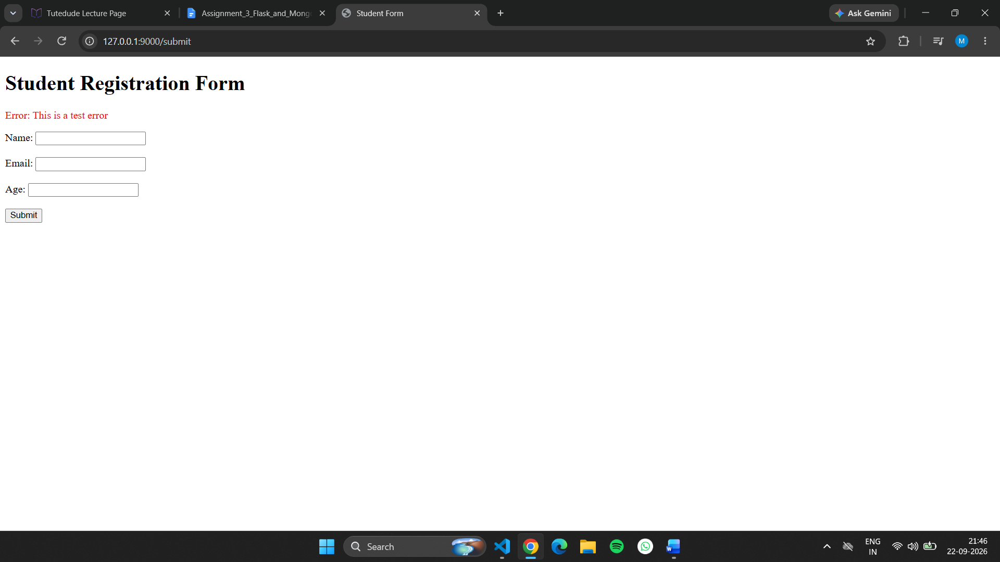 Tutedude Lecture Page
Assignment_3_Flask_and_Mong
Student Form
Ask Gemini
127.0.0.1:9000/submit
M
Student Registration Form
Error: This is a test error
Name:
Email:
Age:
Submit
Search
W
ENG
IN
21:46
22-09-2026